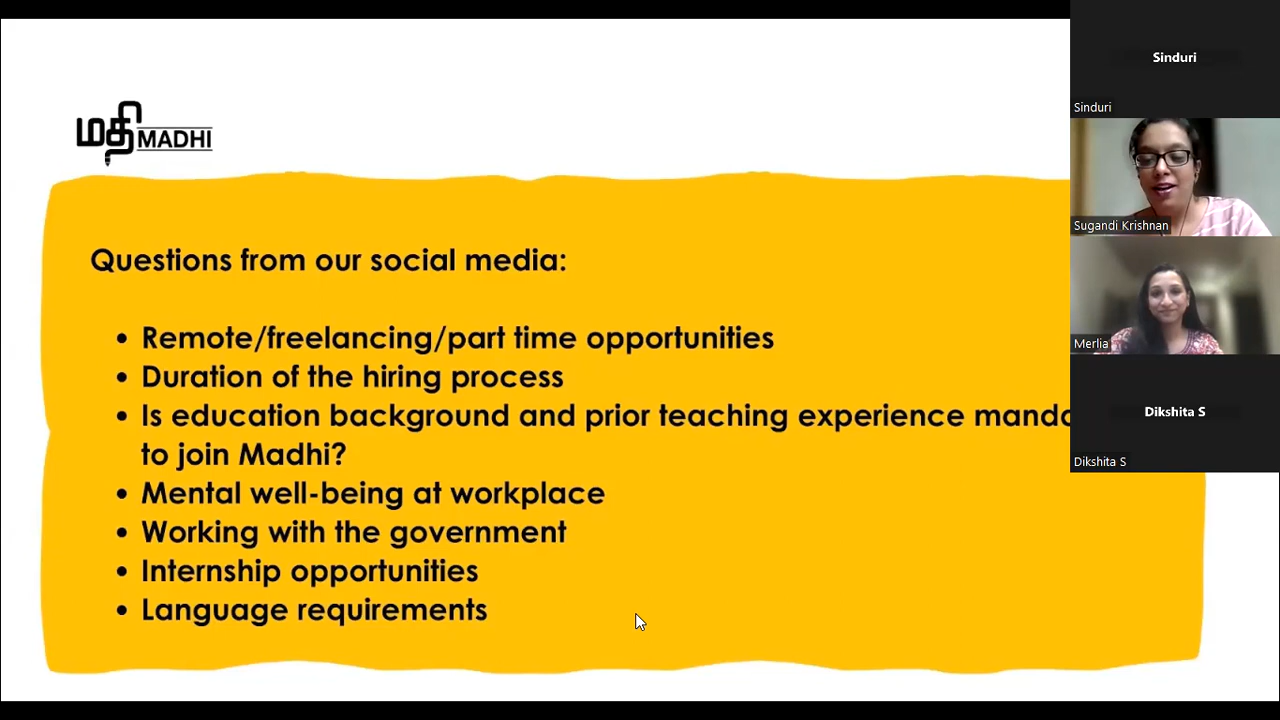 Sinduri
Sinduri
Sugandi Krishnan
Merlia
Dikshita S
Dikshita S
மதி MADHI
Questions from our social media:
• Remote/freelancing/part time opportunities
• Duration of the hiring process
• Is education background and prior teaching experience
to join Madhi?
• Mental well-being at workplace
• Working with the government
• Internship opportunities
• Language requirements